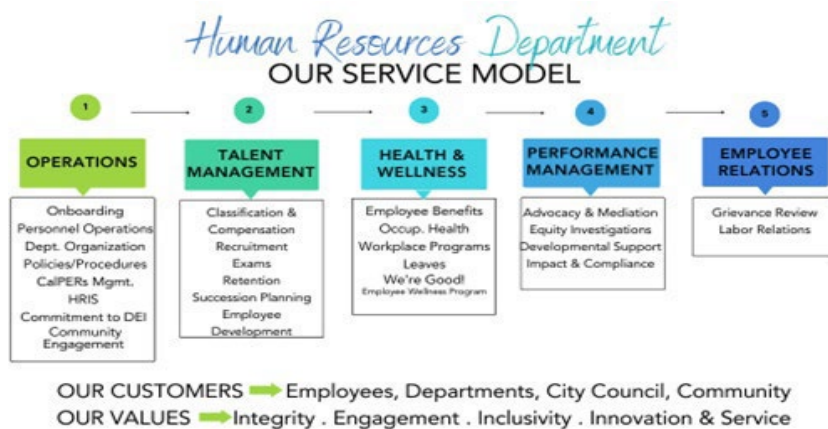 Human Resources Department
OUR SERVICE MODEL
1
2
3
4
5
OPERATIONS
Onboarding
Personnel Operations
Dept. Organization
Policies/Procedures
CalPERs Mgmt.
HRIS
Commitment to DEI
Community
Engagement
TALENT
MANAGEMENT
Classification &
Compensation
Recruitment
Exams
Retention
Succession Planning
Employee
Development
HEALTH &
WELLNESS
Employee Benefits
Occup. Health
Workplace Programs
Leaves
We're Good!
Employee Wellness Program
PERFORMANCE
MANAGEMENT
Advocacy & Mediation
Equity Investigations
Developmental Support
Impact & Compliance
EMPLOYEE
RELATIONS
Grievance Review
Labor Relations
OUR CUSTOMERS Employees, Departments, City Council, Community
OUR VALUES Integrity . Engagement . Inclusivity . Innovation & Service